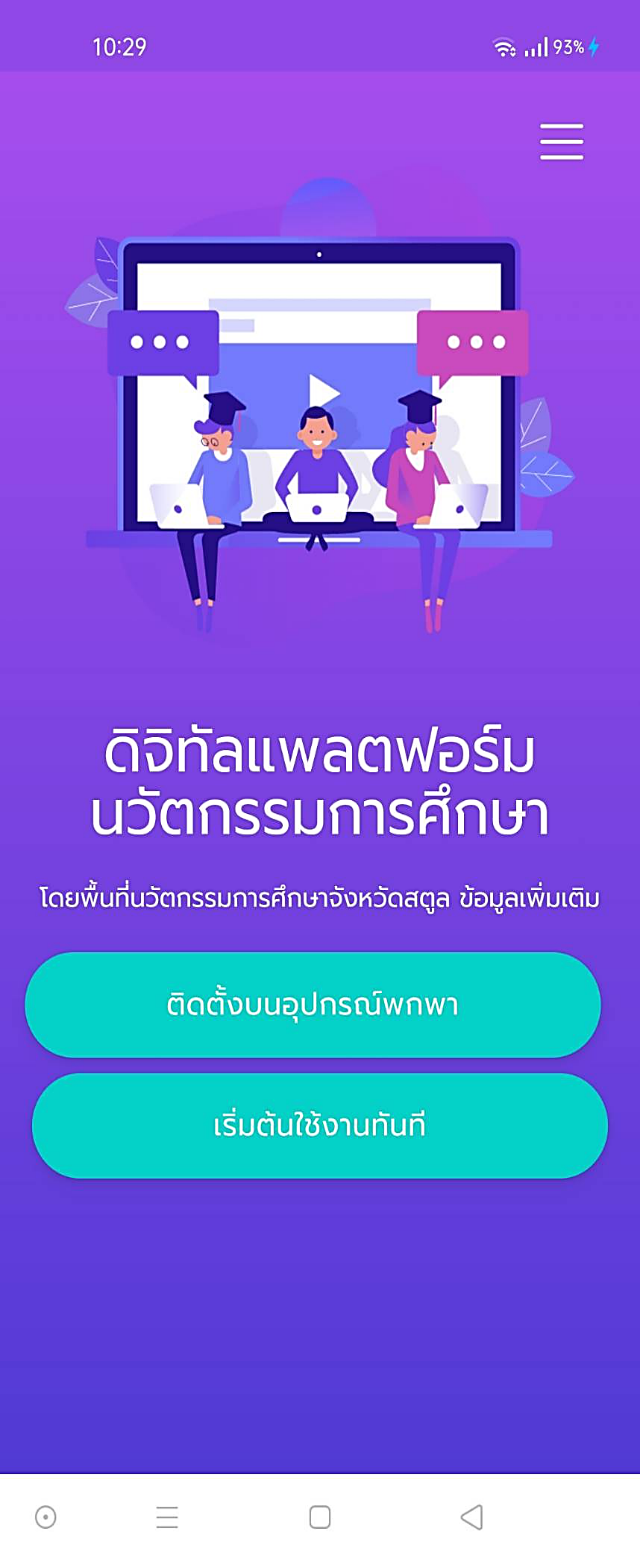 10:29
93%
ดิจิทัลแพลตฟอร์ม
นวัตกรรมการศึกษา
โดยพื้นที่นวัตกรรมการศึกษาจังหวัดสตูล ข้อมูลเพิ่มเติม
ติดตั้งบนอุปกรณ์พกพา
เริ่มต้นใช้งานทันที